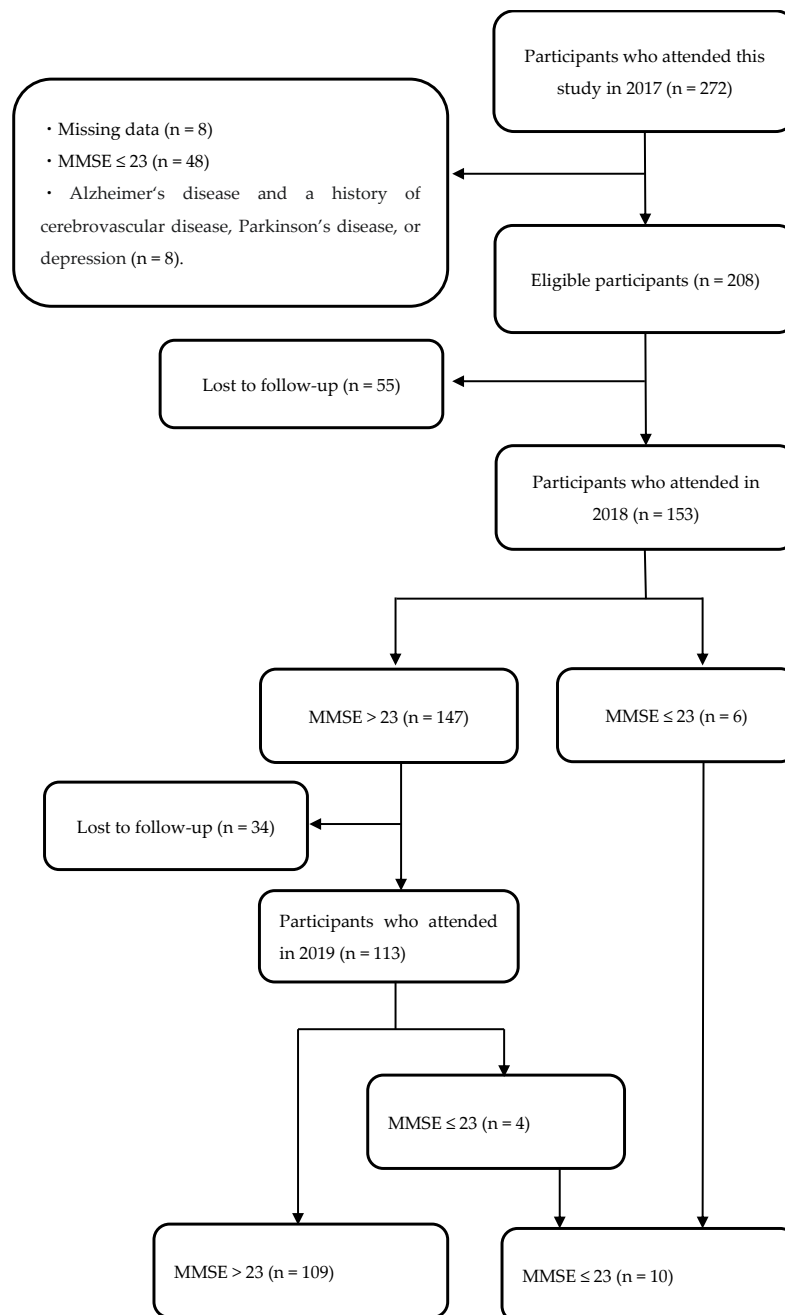 Participants who attended this
study in 2017 (n = 272)
・Missing data (n = 8)
・MMSE ≤ 23 (n = 48)
・ Alzheimer‘s disease and a history of
cerebrovascular disease, Parkinson’s disease, or
depression (n = 8).
Eligible participants (n = 208)
Lost to follow-up (n = 55)
Participants who attended in
2018 (n = 153)
MMSE > 23 (n = 147)
MMSE ≤ 23 (n = 6)
Lost to follow-up (n = 34)
Participants who attended
in 2019 (n = 113)
MMSE ≤ 23 (n = 4)
MMSE > 23 (n = 109)
MMSE ≤ 23 (n = 10)